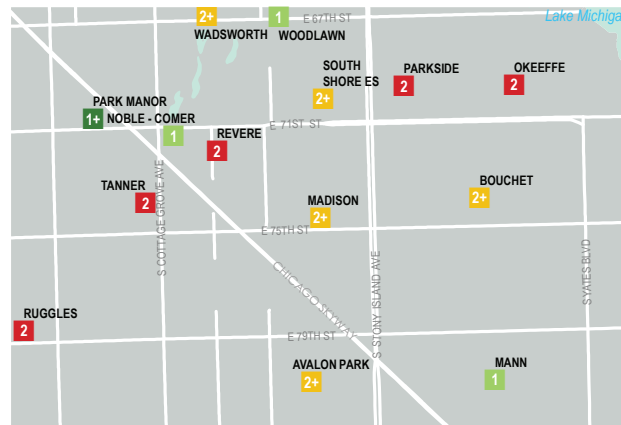 2+
1
E 67TH ST
Lake Michiga
WADSWORTH
WOODLAWN
SOUTH
SHORE ES
2+
PARKSIDE
2
OKEEFFE
2
PARK MANOR
1+
NOBLE - COMER
1
E 71ST ST
REVERE
2
TANNER
2
S COTTAGE GROVE AVE
MADISON
2+
BOUCHET
2+
E 75TH ST
CHICAGO SKYWAY
S STONY ISLAND AVE
S YATES BLVD
RUGGLES
2
E 79TH ST
AVALON PARK
2+
MANN
1